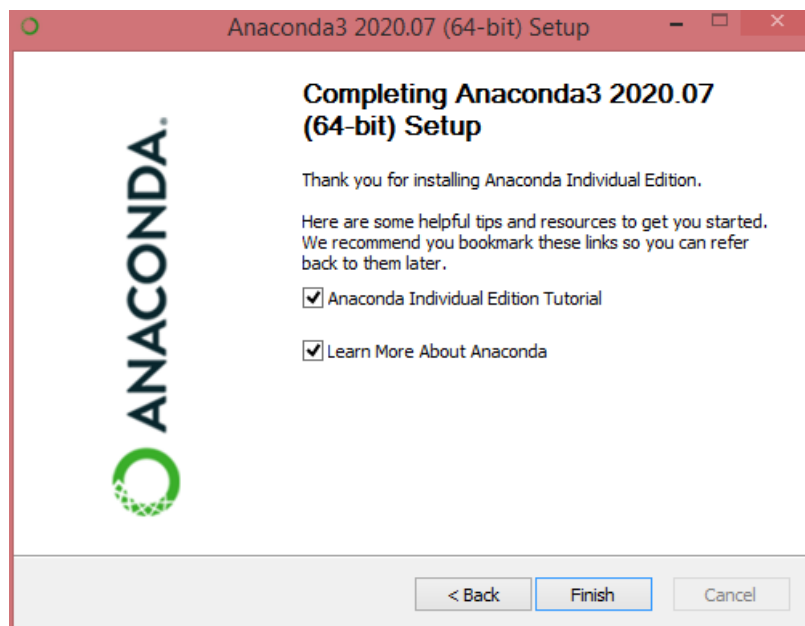 Anaconda3 2020.07 (64-bit) Setup
Completing Anaconda3 2020.07
(64-bit) Setup
Thank you for installing Anaconda Individual Edition.
Here are some helpful tips and resources to get you started.
We recommend you bookmark these links so you can refer
back to them later.
Anaconda Individual Edition Tutorial
Learn More About Anaconda
ANACONDA.
< Back
Finish
Cancel